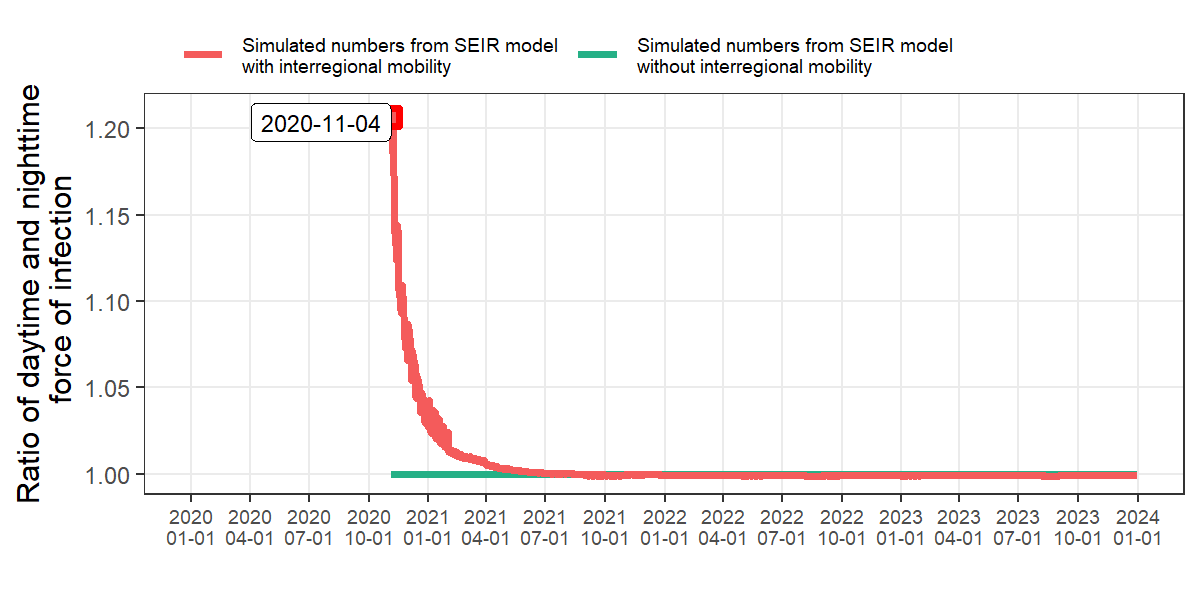 Simulated numbers from SEIR model
with interregional mobility
Simulated numbers from SEIR model
without interregional mobility
Ratio of daytime and nighttime
force of infection
2020-11-04
1.20
1.15
1.10
1.05
1.00
2020 2020 2020 2020 2021 2021 2021 2021 2022 2022 2022 2022 2023 2023 2023 2023 2024
01-01 04-01 07-01 10-01 01-01 04-01 07-01 10-01 01-01 04-01 07-01 10-01 01-01 04-01 07-01 10-01 01-01